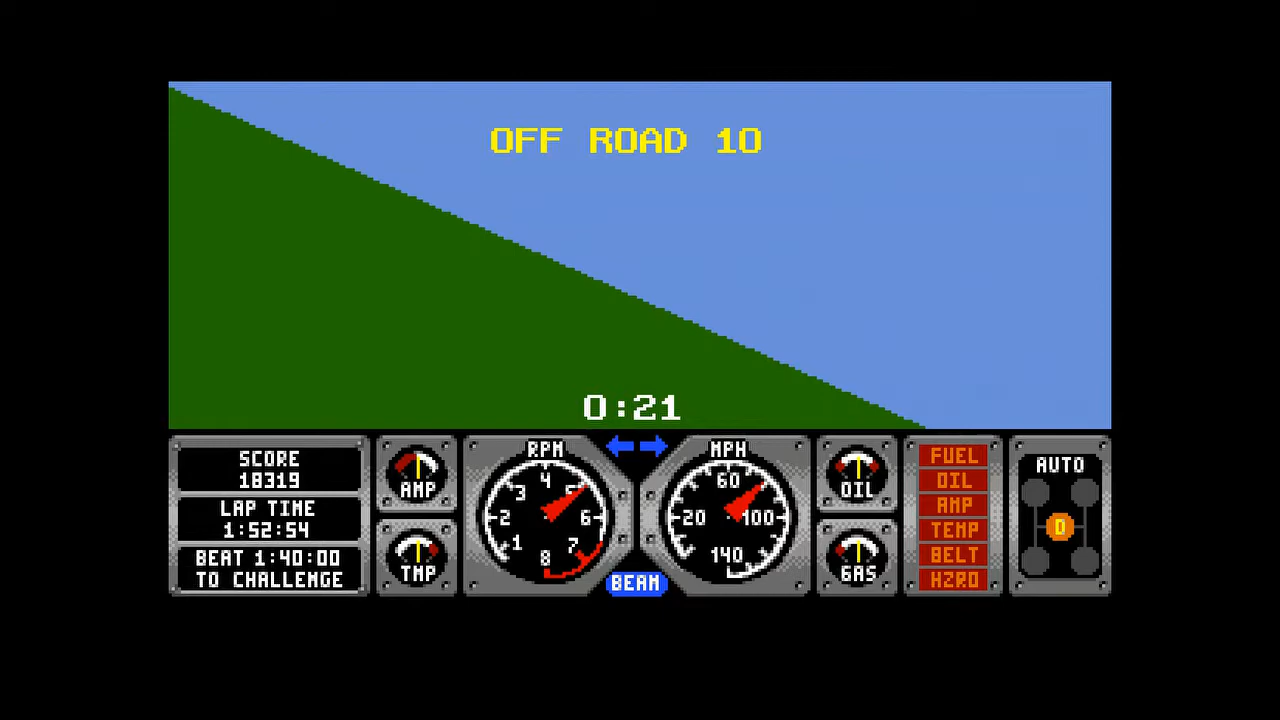 OFF ROAD 10
0:21
SCORE
18319
LAP TIME
1:52:54
BEAT 1:40:00
TO CHALLENGE
AMP
TMP
RPM
1 2 3 4 5 6 7 8
BEAM
MPH
20 60 100 140
OIL
GAS
FUEL
OIL
AMP
TEMP
BELT
HZRD
AUTO
D